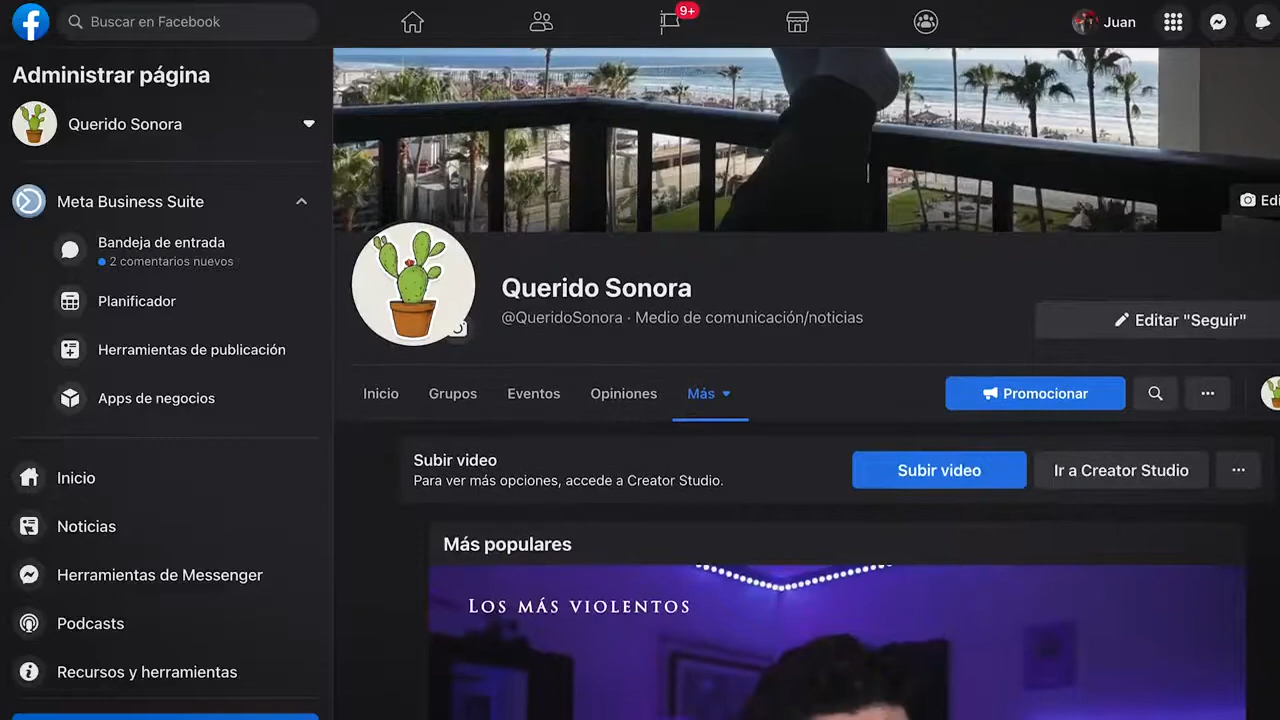 Buscar en Facebook
9+
Juan
Administrar página
Querido Sonora
Meta Business Suite
Bandeja de entrada
2 comentarios nuevos
Planificador
Herramientas de publicación
Apps de negocios
Inicio
Noticias
Herramientas de Messenger
Podcasts
Recursos y herramientas
Edi
Querido Sonora
@QueridoSonora · Medio de comunicación/noticias
Editar "Seguir"
Inicio Grupos Eventos Opiniones Más
Promocionar
Subir video
Para ver más opciones, accede a Creator Studio.
Subir video
Ir a Creator Studio
Más populares
LOS MÁS VIOLENTOS